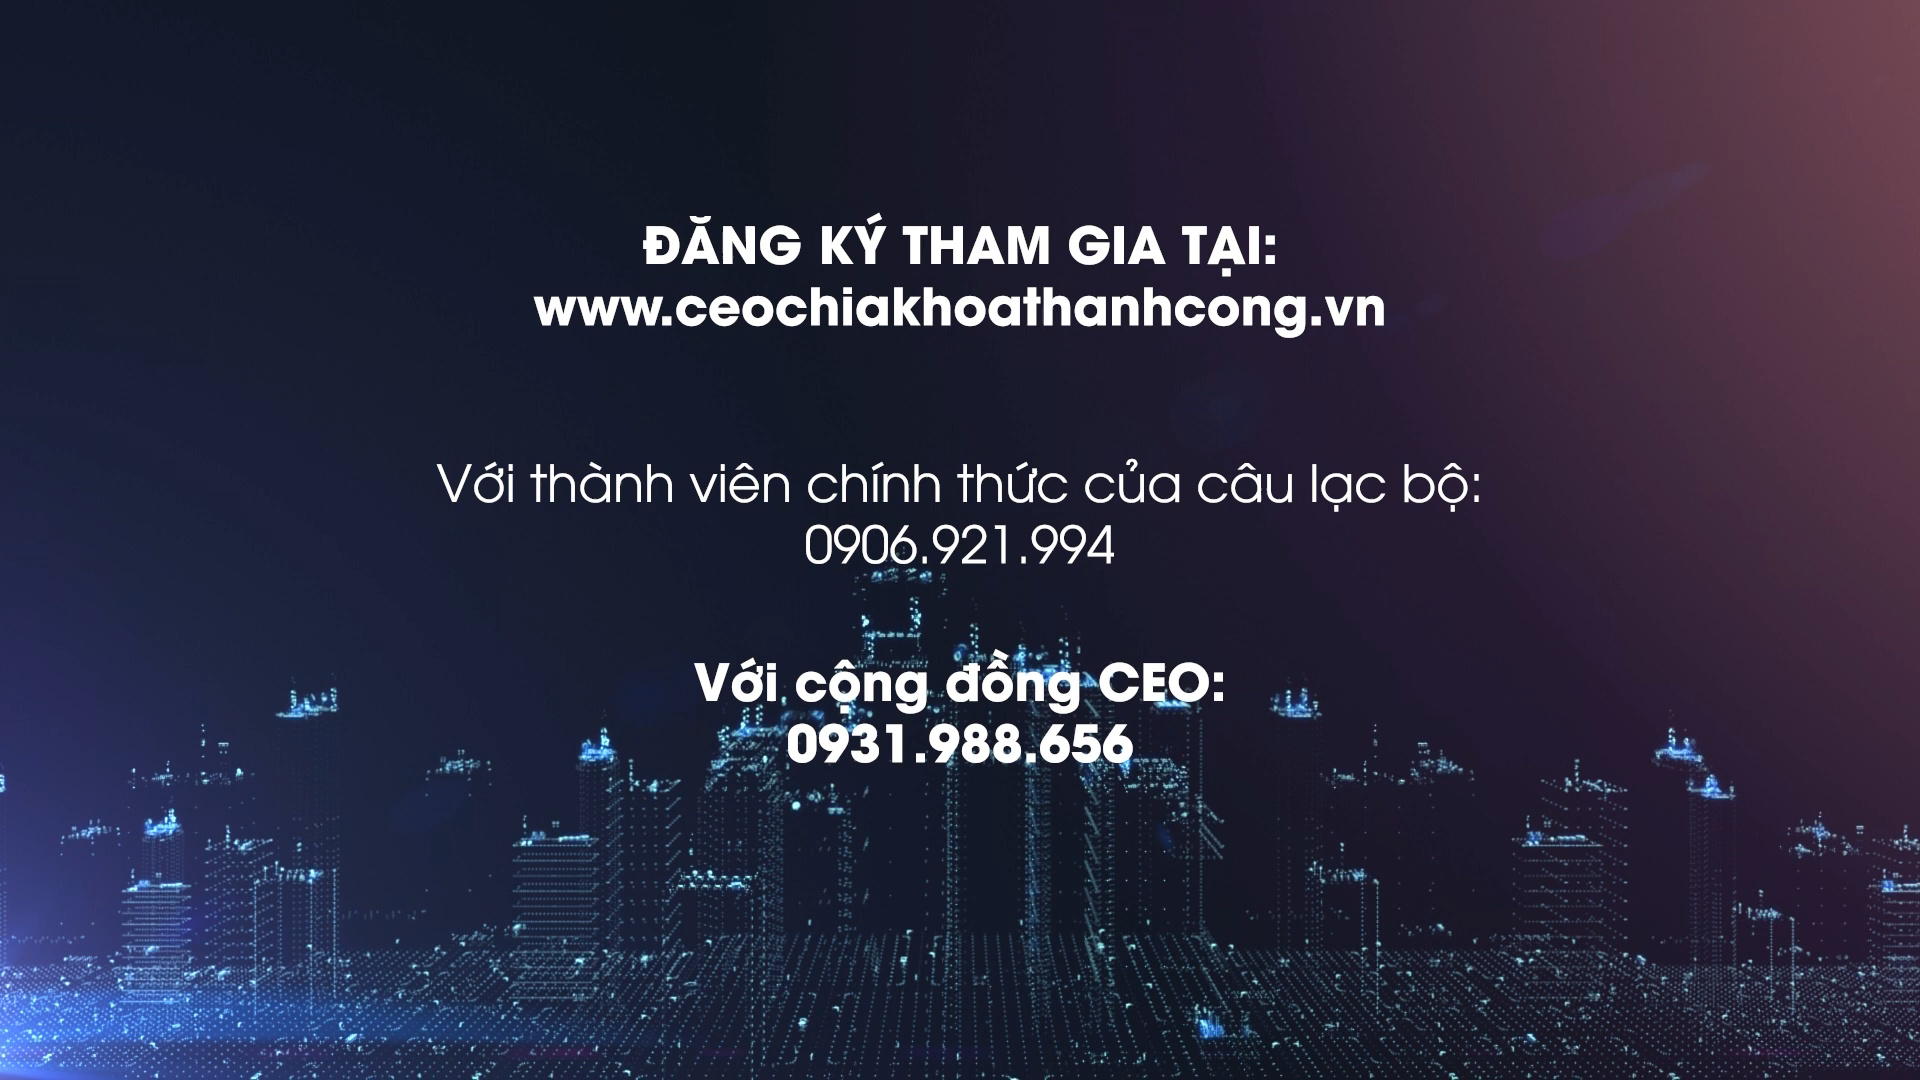 ĐĂNG KÝ THAM GIA TẠI:
www.ceochiakhoathanhcong.vn
Với thành viên chính thức của câu lạc bộ:
0906.921.994
Với cộng đồng CEO:
0931.988.656